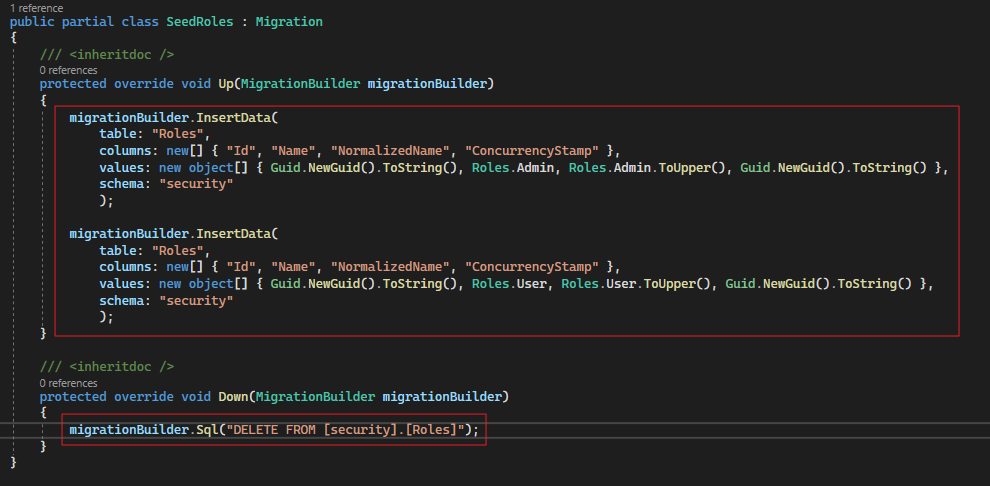 1 reference
public partial class SeedRoles : Migration
{
/// <inheritdoc />
0 references
protected override void Up(MigrationBuilder migrationBuilder)
{
migrationBuilder.InsertData(
table: "Roles",
columns: new[] { "Id", "Name", "NormalizedName", "ConcurrencyStamp" },
values: new object[] { Guid.NewGuid().ToString(), Roles.Admin, Roles.Admin.ToUpper(), Guid.NewGuid().ToString() },
schema: "security"
);
migrationBuilder.InsertData(
table: "Roles",
columns: new[] { "Id", "Name", "NormalizedName", "ConcurrencyStamp" },
values: new object[] { Guid.NewGuid().ToString(), Roles.User, Roles.User.ToUpper(), Guid.NewGuid().ToString() },
schema: "security"
);
}
/// <inheritdoc />
0 references
protected override void Down(MigrationBuilder migrationBuilder)
{
migrationBuilder.Sql("DELETE FROM [security].[Roles]");
}
}